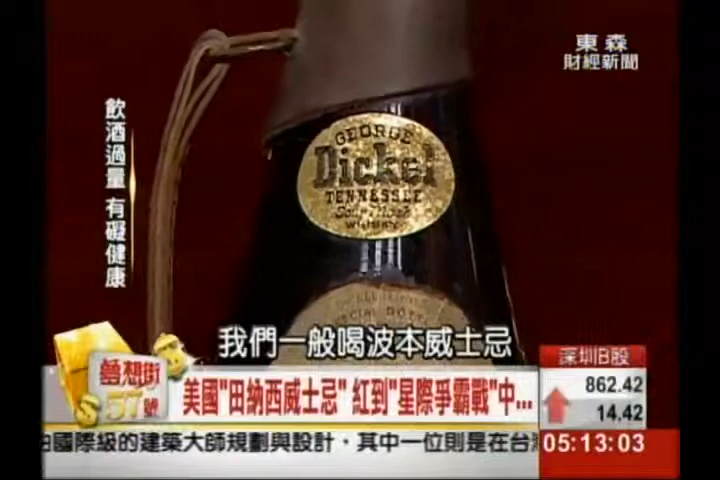 東森
財經新聞
飲酒過量 有礙健康
GEORGE
Dickel
TENNESSEE
Sour Mash
WHISKY
我們一般喝波本威士忌
夢想街
57號
$
美國"田納西威士忌" 紅到"星際爭霸戰"中...
深圳B股
862.42
14.42
國際級的建築大師規劃與設計，其中一位則是在台
05:13:03